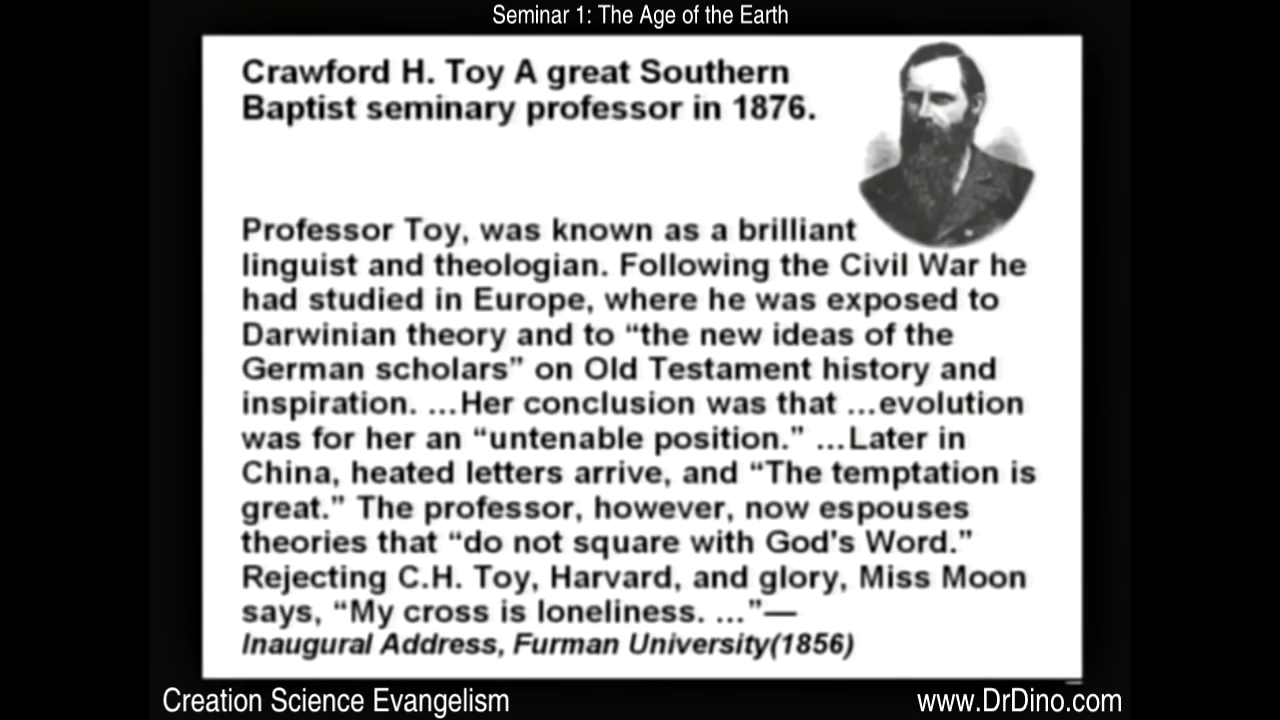 Seminar 1: The Age of the Earth
Crawford H. Toy A great Southern
Baptist seminary professor in 1876.
Professor Toy, was known as a brilliant
linguist and theologian. Following the Civil War he
had studied in Europe, where he was exposed to
Darwinian theory and to “the new ideas of the
German scholars” on Old Testament history and
inspiration. ...Her conclusion was that ...evolution
was for her an “untenable position.” ...Later in
China, heated letters arrive, and “The temptation is
great.” The professor, however, now espouses
theories that “do not square with God's Word.”
Rejecting C.H. Toy, Harvard, and glory, Miss Moon
says, “My cross is loneliness. ...”—
Inaugural Address, Furman University(1856)
Creation Science Evangelism
www.DrDino.com